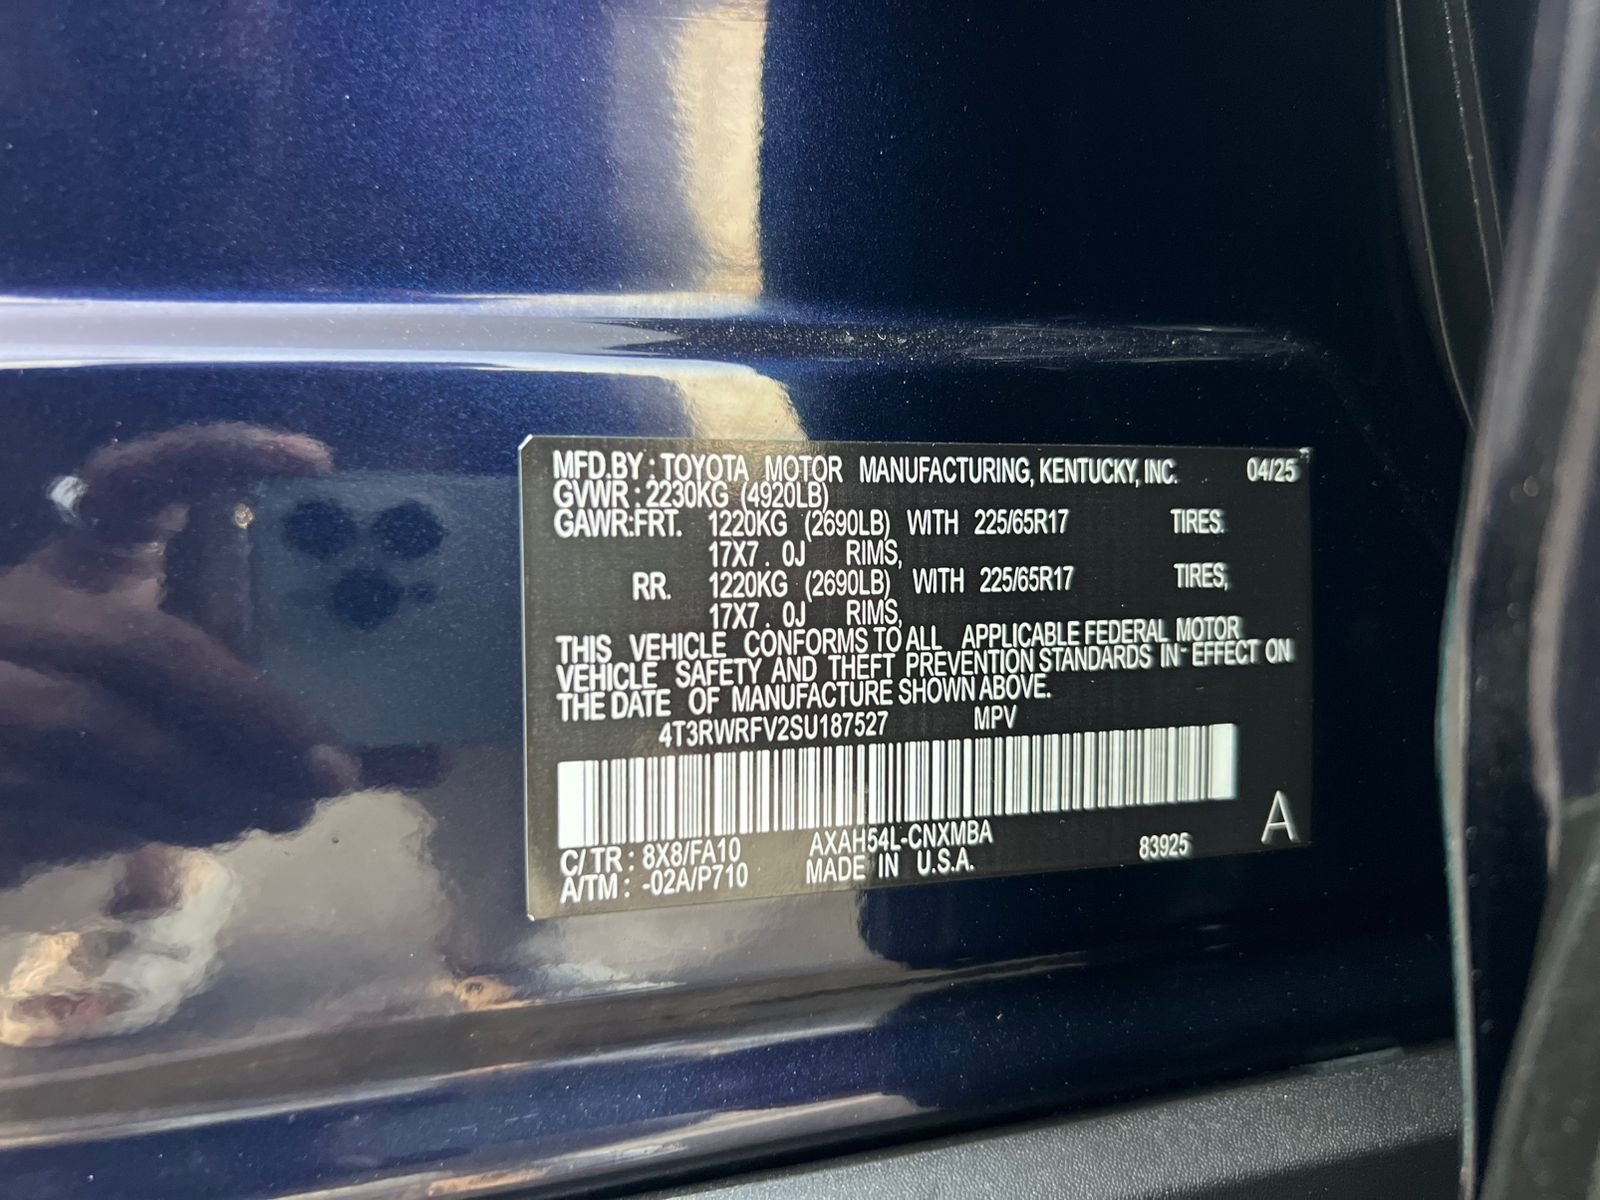 MFD.BY : TOYOTA MOTOR MANUFACTURING, KENTUCKY, INC. 04/25
GVWR : 2230KG (4920LB)
GAWR:FRT. 1220KG (2690LB) WITH 225/65R17 TIRES.
17X7 . 0J RIMS,
RR. 1220KG (2690LB) WITH 225/65R17 TIRES,
17X7 . 0J RIMS,
THIS VEHICLE CONFORMS TO ALL APPLICABLE FEDERAL MOTOR
VEHICLE SAFETY AND THEFT PREVENTION STANDARDS IN EFFECT ON
THE DATE OF MANUFACTURE SHOWN ABOVE.
4T3RWRFV2SU187527 MPV
C/TR : 8X8/FA10 AXAH54L-CNXMBA 83925 A
A/TM : -02A/P710 MADE IN U.S.A.